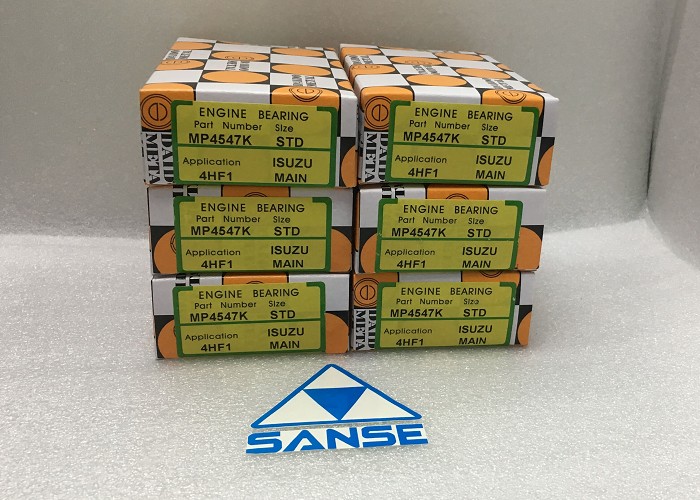 ENGINE BEARING
Part Number Size
MP4547K STD
Application ISUZU
4HF1 MAIN
ENGINE BEARING
Part Number Size
MP4547K STD
Application ISUZU
4HF1 MAIN
ENGINE BEARING
Part Number Size
MP4547K STD
Application ISUZU
4HF1 MAIN
ENGINE BEARING
Part Number Size
MP4547K STD
Application ISUZU
4HF1 MAIN
ENGINE BEARING
Part Number Size
MP4547K STD
Application ISUZU
4HF1 MAIN
ENGINE BEARING
Part Number Size
MP4547K STD
Application ISUZU
4HF1 MAIN
SANSE